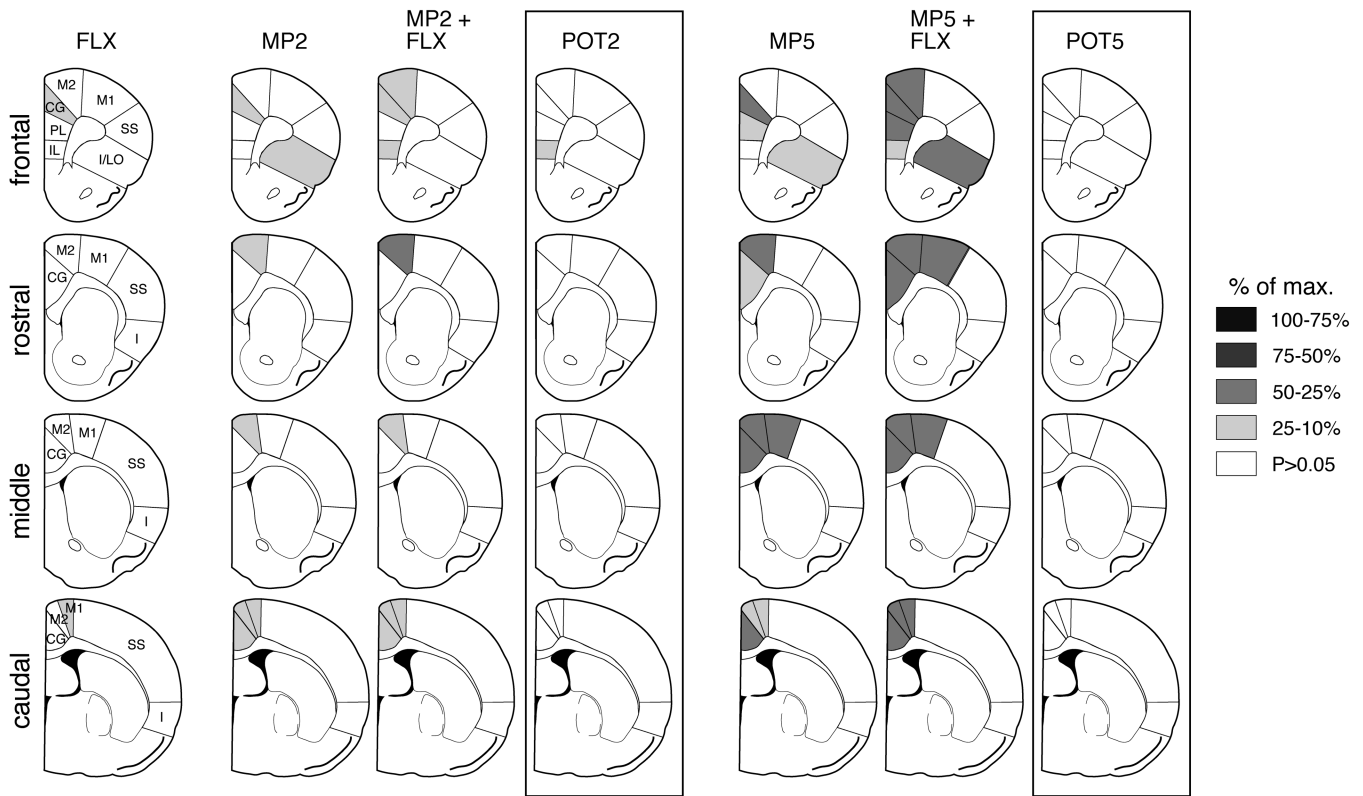 FLX
MP2
MP2 +
FLX
POT2
MP5
MP5 +
FLX
POT5
frontal
M2
CG
M1
PL
SS
IL
I/LO
rostral
M2
M1
CG
SS
I
middle
M2
M1
CG
SS
I
caudal
M1
M2
CG
SS
I
% of max.
100-75%
75-50%
50-25%
25-10%
P>0.05